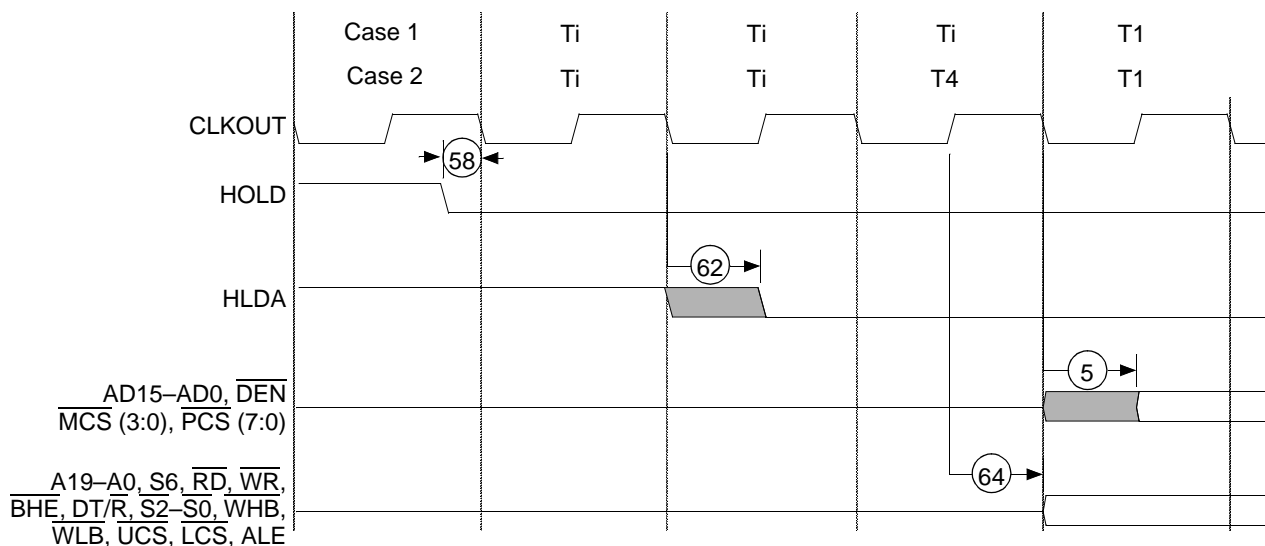 Case 1 Ti Ti Ti T1
Case 2 Ti Ti T4 T1
CLKOUT
58
HOLD
62
HLDA
5
AD15–AD0, DEN
MCS (3:0), PCS (7:0)
64
A19–A0, S6, RD, WR,
BHE, DT/R, S2–S0, WHB,
WLB, UCS, LCS, ALE